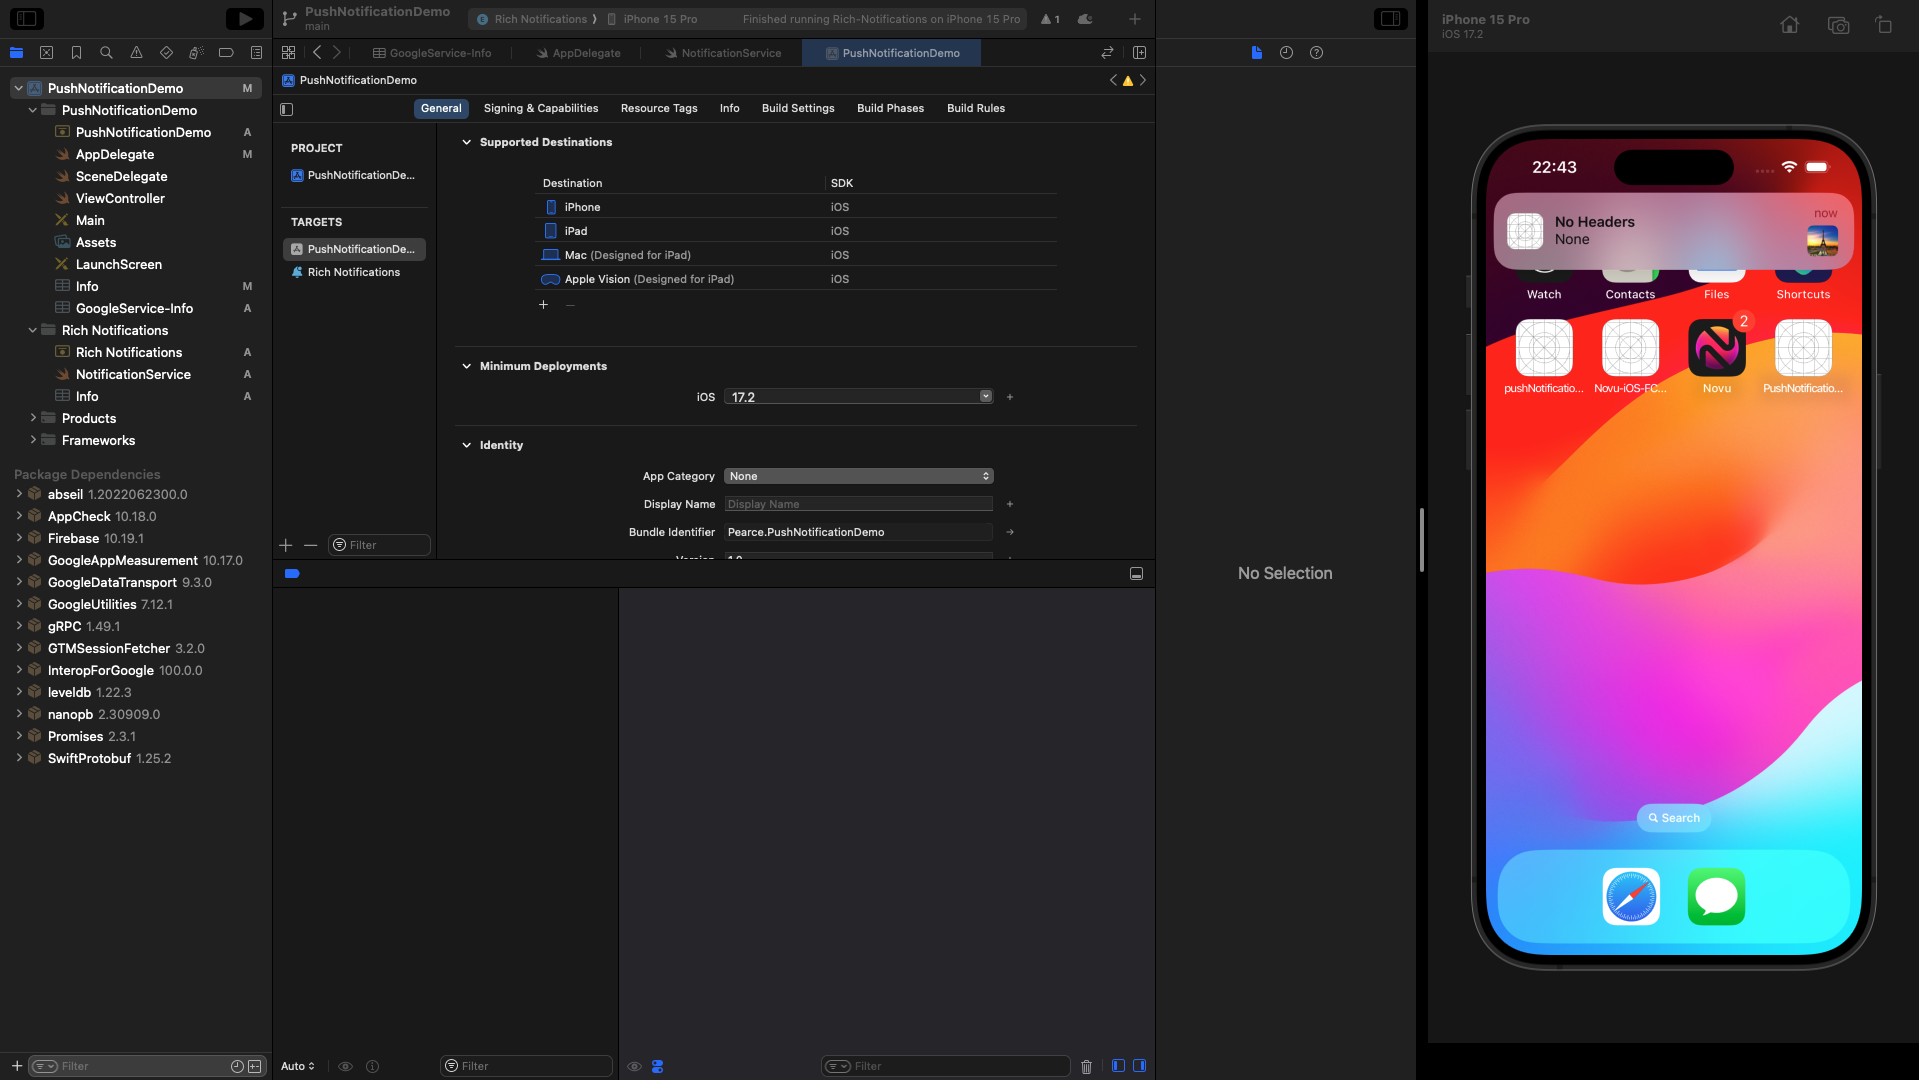 PushNotificationDemo
main
Rich Notifications
iPhone 15 Pro
Finished running Rich-Notifications on iPhone 15 Pro
1
GoogleService-Info
AppDelegate
NotificationService
PushNotificationDemo
PushNotificationDemo
General
Signing & Capabilities
Resource Tags
Info
Build Settings
Build Phases
Build Rules
PushNotificationDemo M
PushNotificationDemo
PushNotificationDemo A
AppDelegate M
SceneDelegate
ViewController
Main
Assets
LaunchScreen
Info M
GoogleService-Info A
Rich Notifications
Rich Notifications A
NotificationService A
Info A
Products
Frameworks
Package Dependencies
abseil 1.2022062300.0
AppCheck 10.18.0
Firebase 10.19.1
GoogleAppMeasurement 10.17.0
GoogleDataTransport 9.3.0
GoogleUtilities 7.12.1
gRPC 1.49.1
GTMSessionFetcher 3.2.0
InteropForGoogle 100.0.0
leveldb 1.22.3
nanopb 2.30909.0
Promises 2.3.1
SwiftProtobuf 1.25.2
Filter
PROJECT
PushNotificationDe...
TARGETS
PushNotificationDe...
Rich Notifications
Filter
Supported Destinations
Destination SDK
iPhone iOS
iPad iOS
Mac (Designed for iPad) iOS
Apple Vision (Designed for iPad) iOS
Minimum Deployments
iOS 17.2
Identity
App Category None
Display Name Display Name
Bundle Identifier Pearce.PushNotificationDemo
Version 1.0
Auto
Filter
Filter
No Selection
iPhone 15 Pro
iOS 17.2
22:43
No Headers now
None
Watch
Contacts
Files
Shortcuts
2
pushNotificatio...
Novu-iOS-FC...
Novu
PushNotificatio...
Search